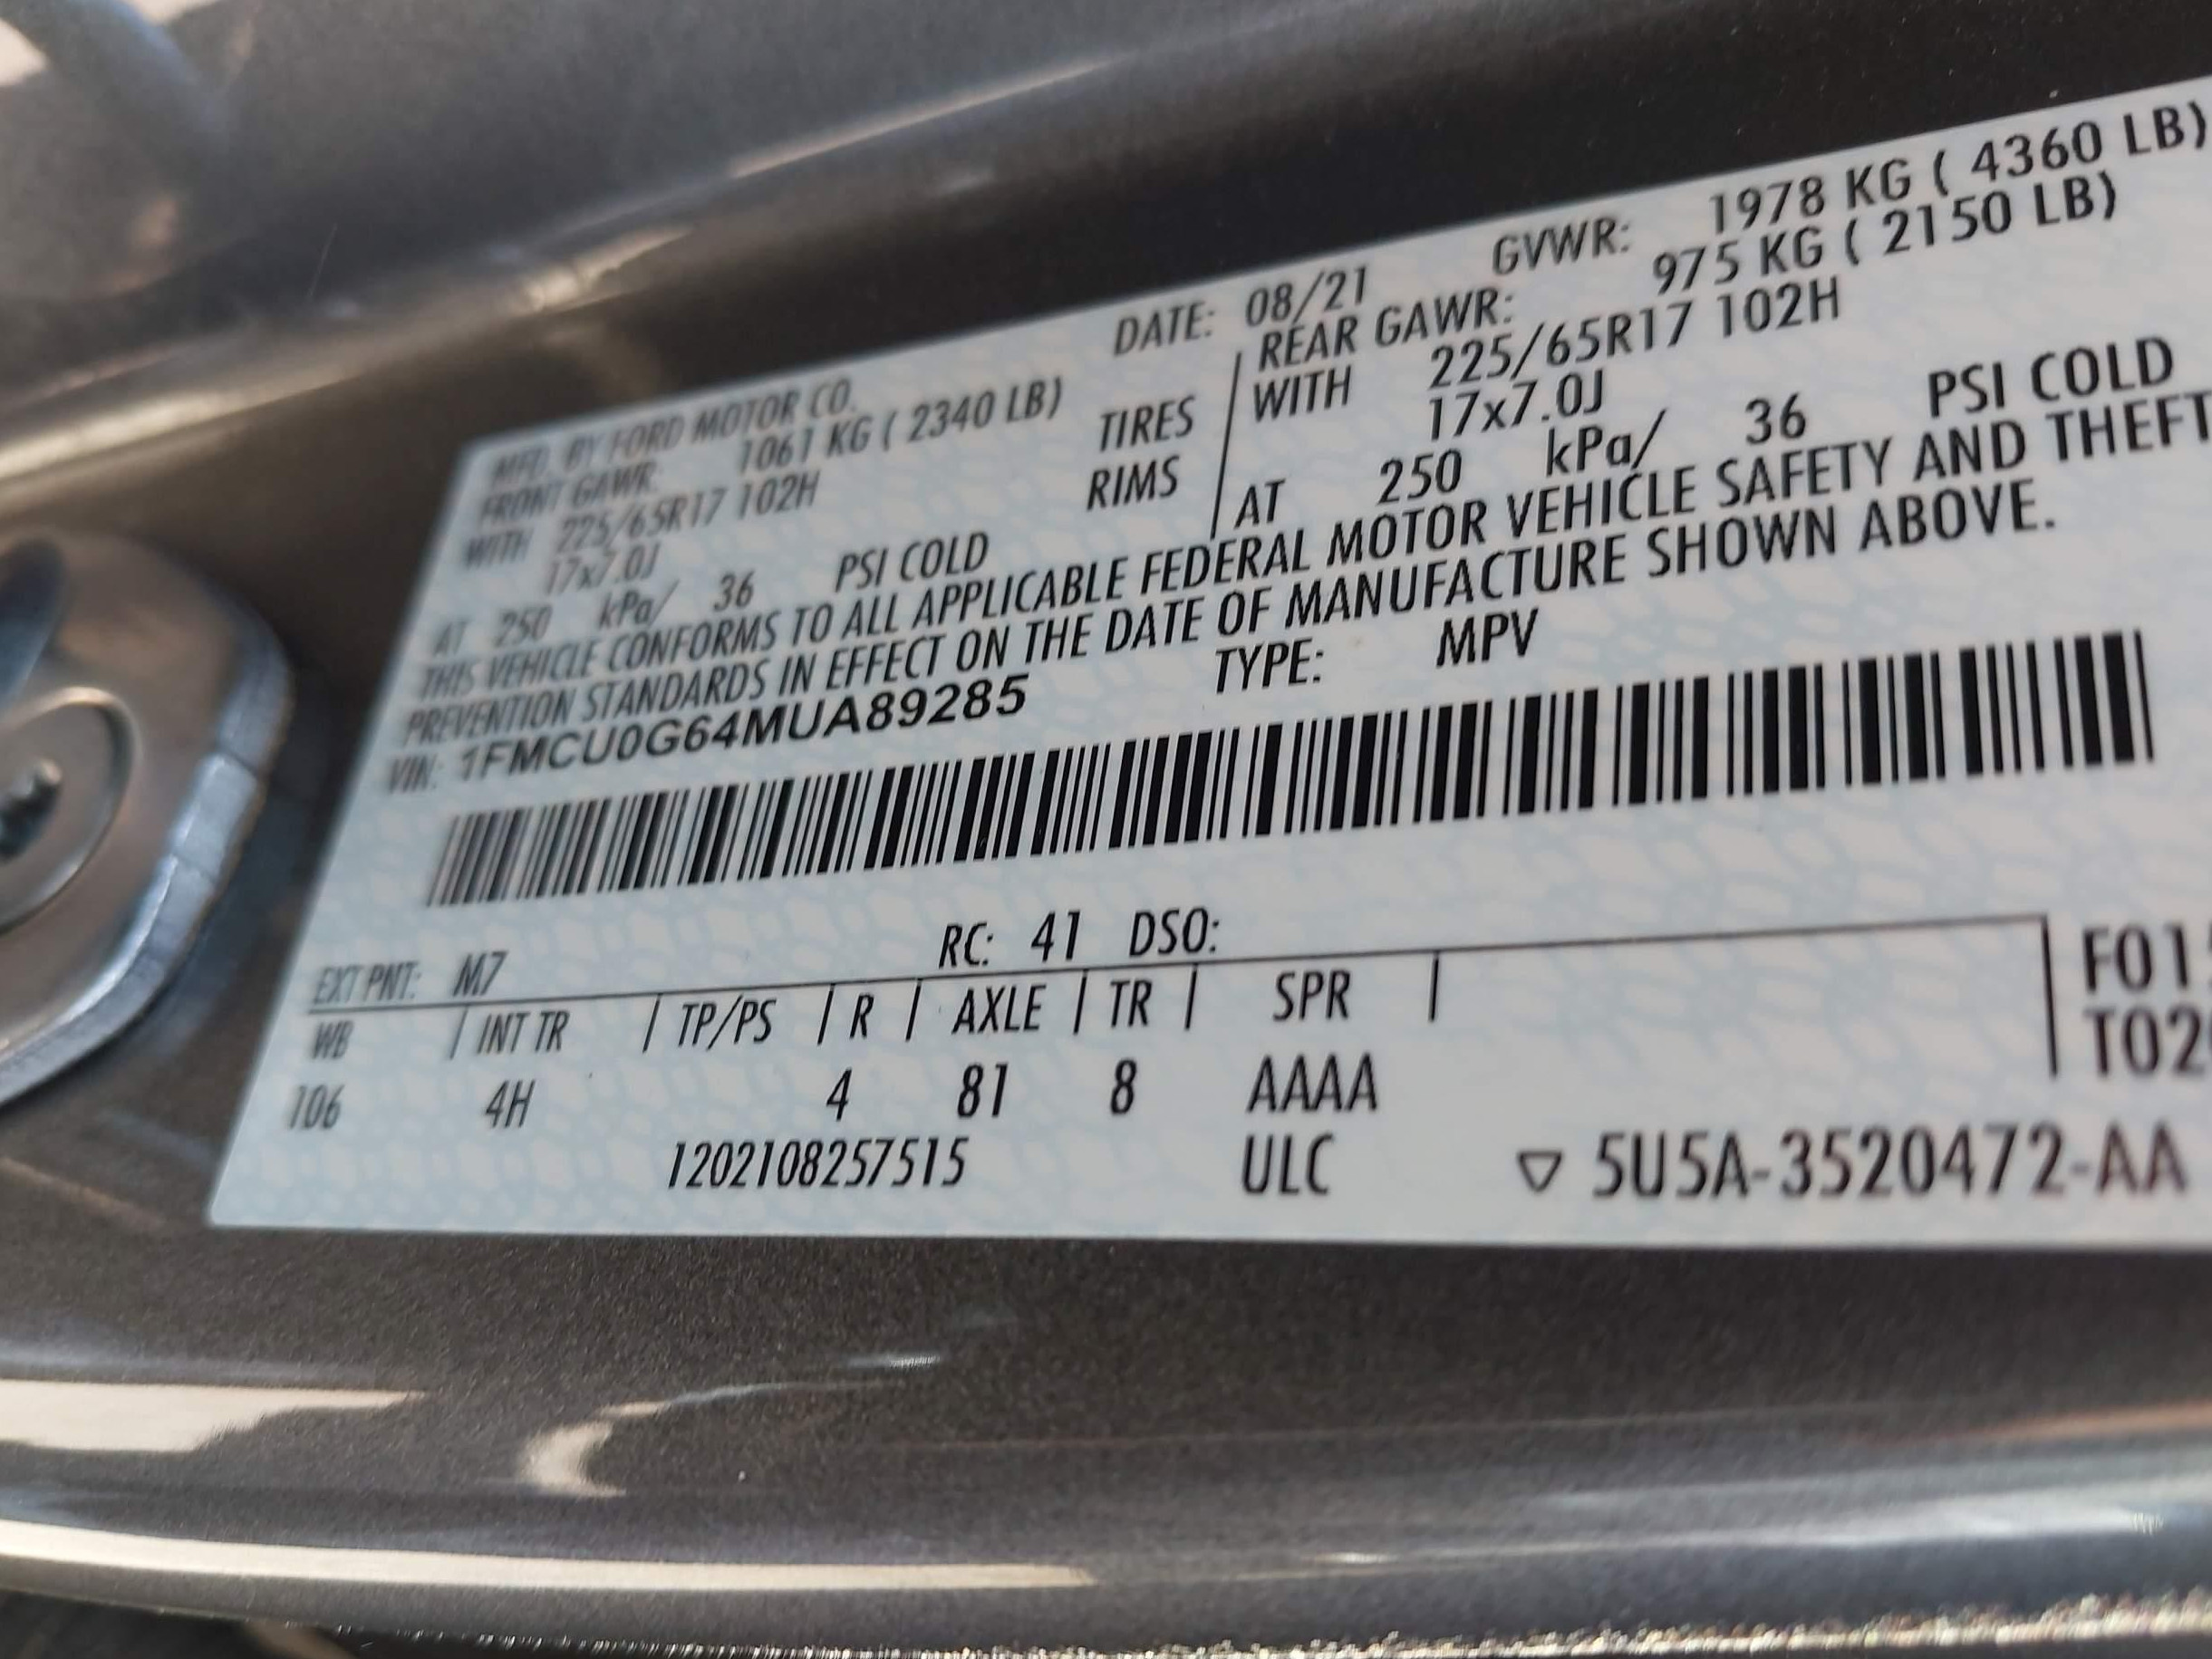 MFD. BY FORD MOTOR CO. DATE: 08/21 GVWR: 1978 KG ( 4360 LB)
FRONT GAWR: 1061 KG ( 2340 LB) REAR GAWR: 975 KG ( 2150 LB)
WITH 225/65R17 102H TIRES WITH 225/65R17 102H
17x7.0J RIMS 17x7.0J
AT 250 kPa/ 36 PSI COLD AT 250 kPa/ 36 PSI COLD
THIS VEHICLE CONFORMS TO ALL APPLICABLE FEDERAL MOTOR VEHICLE SAFETY AND THEFT
PREVENTION STANDARDS IN EFFECT ON THE DATE OF MANUFACTURE SHOWN ABOVE.
VIN: 1FMCU0G64MUA89285 TYPE: MPV
EXT PNT: M7 RC: 41 DSO:
WB | INT TR | TP/PS | R | AXLE | TR | SPR |
106 4H 4 81 8 AAAA
1202108257515 ULC ▽ 5U5A-3520472-AA